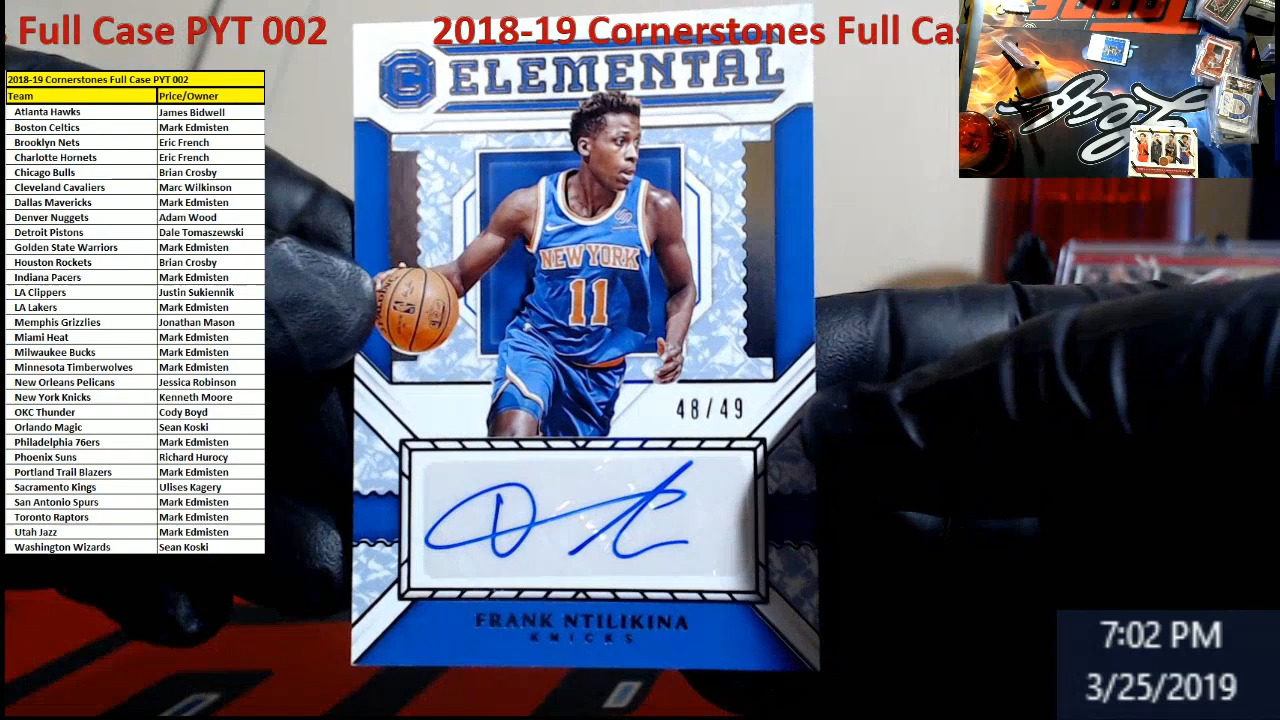 Full Case PYT 002
2018-19 Cornerstones Full Cas
2018-19 Cornerstones Full Case PYT 002
Team Price/Owner
Atlanta Hawks James Bidwell
Boston Celtics Mark Edmisten
Brooklyn Nets Eric French
Charlotte Hornets Eric French
Chicago Bulls Brian Crosby
Cleveland Cavaliers Marc Wilkinson
Dallas Mavericks Mark Edmisten
Denver Nuggets Adam Wood
Detroit Pistons Dale Tomaszewski
Golden State Warriors Mark Edmisten
Houston Rockets Brian Crosby
Indiana Pacers Mark Edmisten
LA Clippers Justin Sukiennik
LA Lakers Mark Edmisten
Memphis Grizzlies Jonathan Mason
Miami Heat Mark Edmisten
Milwaukee Bucks Mark Edmisten
Minnesota Timberwolves Mark Edmisten
New Orleans Pelicans Jessica Robinson
New York Knicks Kenneth Moore
OKC Thunder Cody Boyd
Orlando Magic Sean Koski
Philadelphia 76ers Mark Edmisten
Phoenix Suns Richard Hurocy
Portland Trail Blazers Mark Edmisten
Sacramento Kings Ulises Kagery
San Antonio Spurs Mark Edmisten
Toronto Raptors Mark Edmisten
Utah Jazz Mark Edmisten
Washington Wizards Sean Koski
C ELEMENTAL
NEW YORK
11
48/49
FRANK NTILIKINA
KNICKS
7:02 PM
3/25/2019